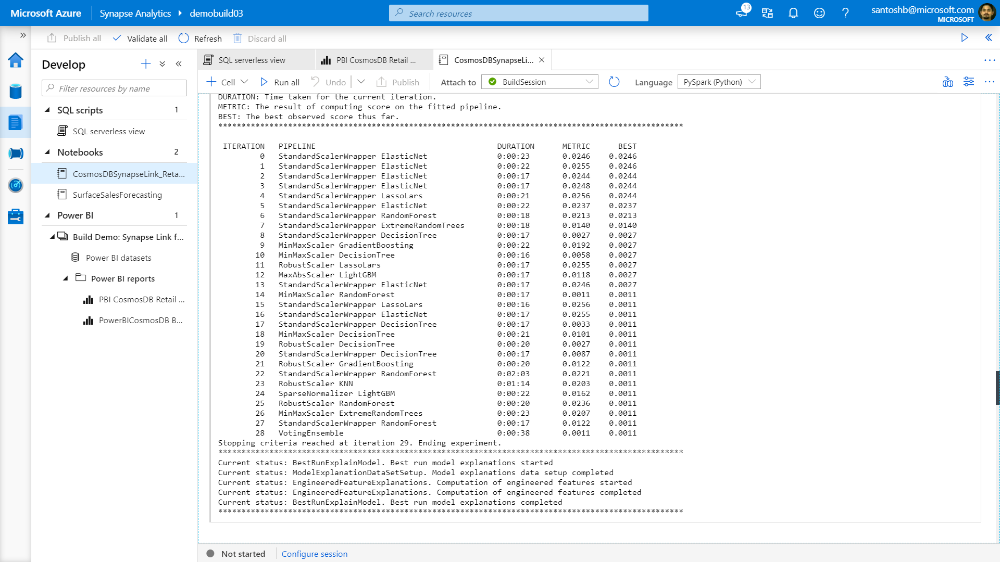 Microsoft Azure
Synapse Analytics
demobuild03
Search resources
13
santoshb@microsoft.com
MICROSOFT
Publish all
Validate all
Refresh
Discard all
Develop
Filter resources by name
SQL scripts 1
SQL serverless view
Notebooks 2
CosmosDBSynapseLink_Reta...
SurfaceSalesForecasting
Power BI 1
Build Demo: Synapse Link f...
Power BI datasets
Power BI reports
PBI CosmosDB Retail ...
PowerBICosmosDB B...
SQL serverless view
PBI CosmosDB Retail ...
CosmosDBSynapseLi...
Cell
Run all
Undo
Publish
Attach to
BuildSession
Language
PySpark (Python)
DURATION: Time taken for the current iteration.
METRIC: The result of computing score on the fitted pipeline.
BEST: The best observed score thus far.
****************************************************************************************************
ITERATION PIPELINE DURATION METRIC BEST
0 StandardScalerWrapper ElasticNet 0:00:23 0.0246 0.0246
1 StandardScalerWrapper ElasticNet 0:00:22 0.0255 0.0246
2 StandardScalerWrapper ElasticNet 0:00:17 0.0244 0.0244
3 StandardScalerWrapper ElasticNet 0:00:17 0.0248 0.0244
4 StandardScalerWrapper LassoLars 0:00:21 0.0256 0.0244
5 StandardScalerWrapper ElasticNet 0:00:22 0.0237 0.0237
6 StandardScalerWrapper RandomForest 0:00:18 0.0213 0.0213
7 StandardScalerWrapper ExtremeRandomTrees 0:00:18 0.0140 0.0140
8 StandardScalerWrapper DecisionTree 0:00:17 0.0027 0.0027
9 MinMaxScaler GradientBoosting 0:00:22 0.0192 0.0027
10 MinMaxScaler DecisionTree 0:00:16 0.0058 0.0027
11 RobustScaler LassoLars 0:00:17 0.0255 0.0027
12 MaxAbsScaler LightGBM 0:00:17 0.0118 0.0027
13 StandardScalerWrapper ElasticNet 0:00:17 0.0246 0.0027
14 MinMaxScaler RandomForest 0:00:17 0.0011 0.0011
15 StandardScalerWrapper LassoLars 0:00:16 0.0256 0.0011
16 StandardScalerWrapper ElasticNet 0:00:17 0.0255 0.0011
17 StandardScalerWrapper DecisionTree 0:00:17 0.0033 0.0011
18 MinMaxScaler DecisionTree 0:00:21 0.0101 0.0011
19 RobustScaler DecisionTree 0:00:20 0.0027 0.0011
20 StandardScalerWrapper DecisionTree 0:00:17 0.0087 0.0011
21 RobustScaler GradientBoosting 0:00:20 0.0122 0.0011
22 StandardScalerWrapper RandomForest 0:02:03 0.0221 0.0011
23 RobustScaler KNN 0:01:14 0.0203 0.0011
24 SparseNormalizer LightGBM 0:00:22 0.0162 0.0011
25 RobustScaler RandomForest 0:00:20 0.0236 0.0011
26 MinMaxScaler ExtremeRandomTrees 0:00:23 0.0207 0.0011
27 StandardScalerWrapper RandomForest 0:00:17 0.0122 0.0011
28 VotingEnsemble 0:00:38 0.0011 0.0011
Stopping criteria reached at iteration 29. Ending experiment.
****************************************************************************************************
Current status: BestRunExplainModel. Best run model explanations started
Current status: ModelExplanationDataSetSetup. Model explanations data setup completed
Current status: EngineeredFeatureExplanations. Computation of engineered features started
Current status: EngineeredFeatureExplanations. Computation of engineered features completed
Current status: BestRunExplainModel. Best run model explanations completed
****************************************************************************************************
Not started
Configure session